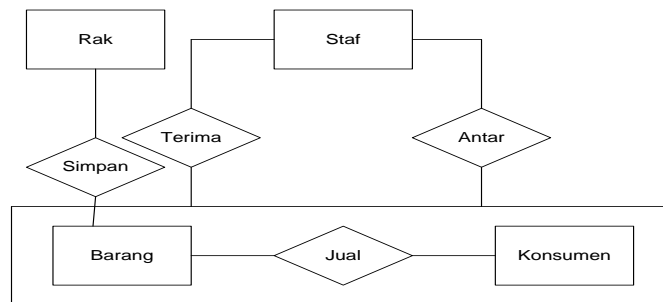 Rak
Staf
Terima
Antar
Simpan
Barang
Jual
Konsumen